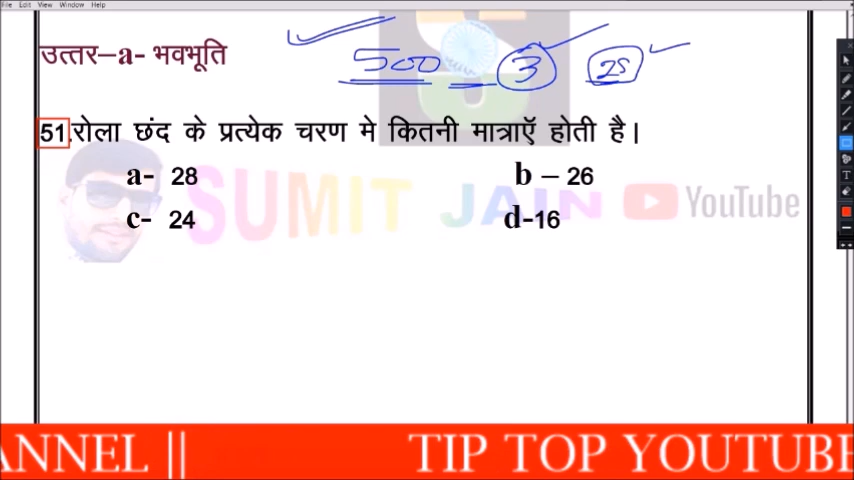 File Edit View Window Help
उत्तर–a- भवभूति
500 3 25
51.रोला छंद के प्रत्येक चरण मे कितनी मात्राऍ होती है।
a- 28 b – 26
c- 24 d-16
SUMIT JAIN YouTube
ANNEL || TIP TOP YOUTUBE